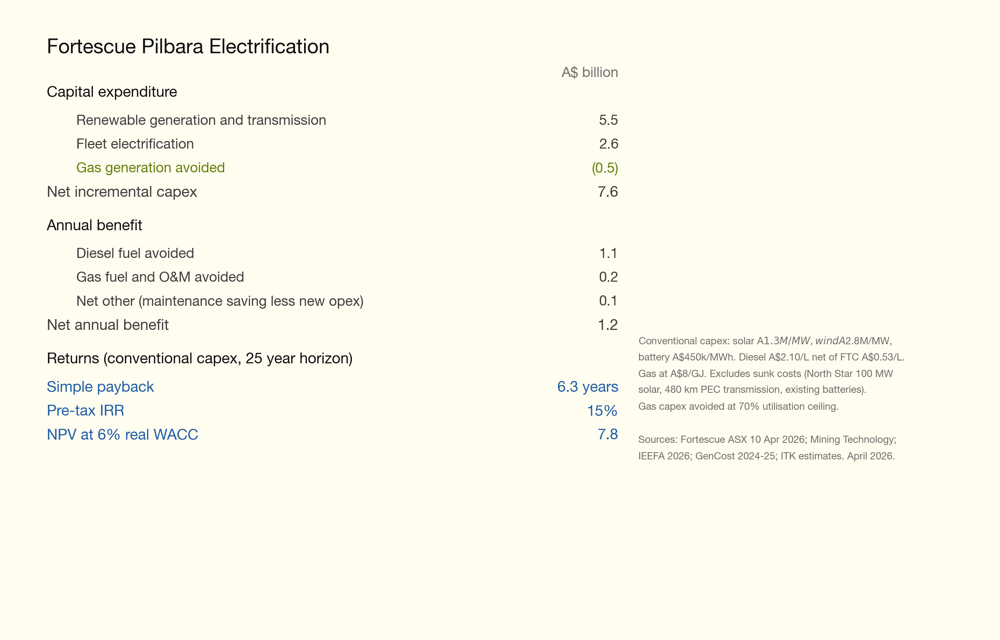 Fortescue Pilbara Electrification
A$ billion
Capital expenditure
Renewable generation and transmission 5.5
Fleet electrification 2.6
Gas generation avoided (0.5)
Net incremental capex 7.6
Annual benefit
Diesel fuel avoided 1.1
Gas fuel and O&M avoided 0.2
Net other (maintenance saving less new opex) 0.1
Net annual benefit 1.2
Returns (conventional capex, 25 year horizon)
Simple payback 6.3 years
Pre-tax IRR 15%
NPV at 6% real WACC 7.8
Conventional capex: solar A1.3M/MW, windA2.8M/MW,
battery A$450k/MWh. Diesel A$2.10/L net of FTC A$0.53/L.
Gas at A$8/GJ. Excludes sunk costs (North Star 100 MW
solar, 480 km PEC transmission, existing batteries).
Gas capex avoided at 70% utilisation ceiling.
Sources: Fortescue ASX 10 Apr 2026; Mining Technology;
IEEFA 2026; GenCost 2024-25; ITK estimates. April 2026.